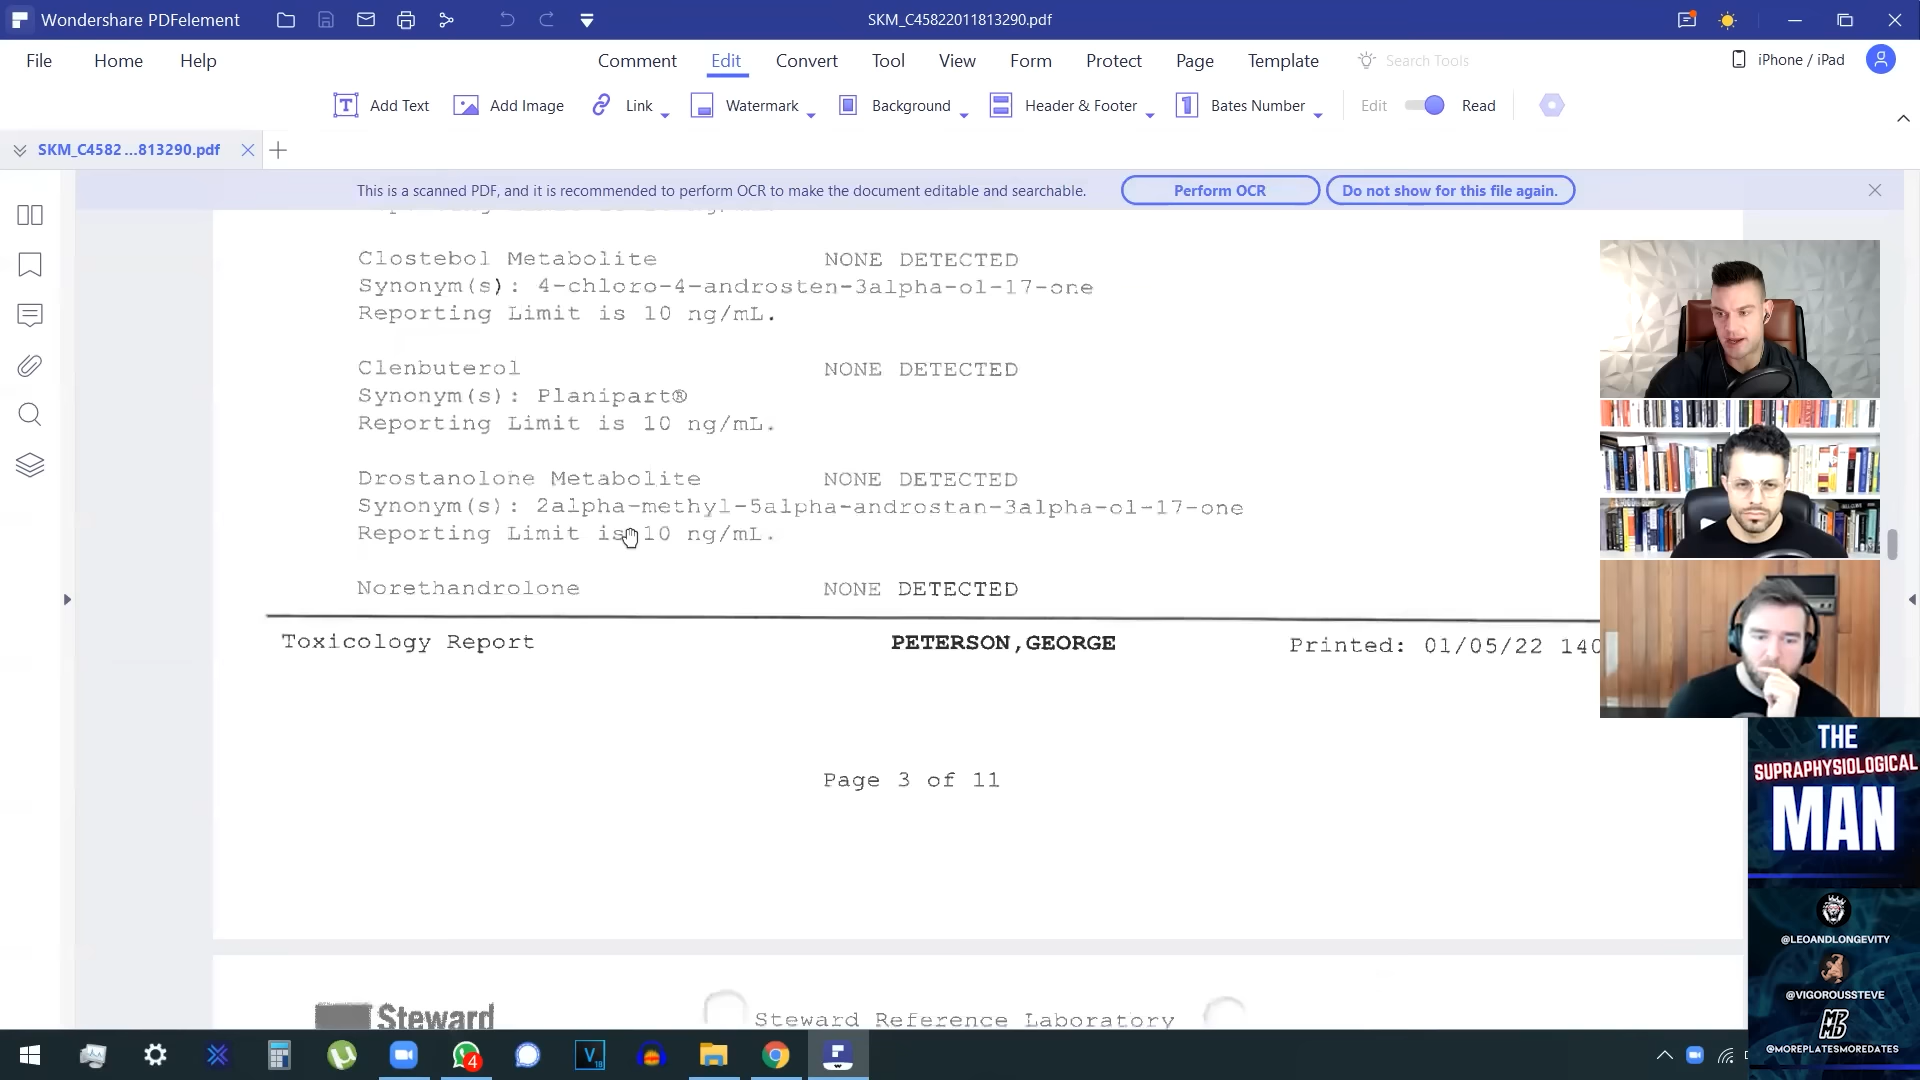 Wondershare PDFelement
SKM_C45822011813290.pdf
File Home Help
Comment Edit Convert Tool View Form Protect Page Template Search Tools
iPhone / iPad
Add Text Add Image Link Watermark Background Header & Footer Bates Number Edit Read
SKM_C4582 ...813290.pdf
This is a scanned PDF, and it is recommended to perform OCR to make the document editable and searchable.
Perform OCR
Do not show for this file again.
Clostebol Metabolite NONE DETECTED
Synonym(s): 4-chloro-4-androsten-3alpha-ol-17-one
Reporting Limit is 10 ng/mL.
Clenbuterol NONE DETECTED
Synonym(s): Planipart®
Reporting Limit is 10 ng/mL.
Drostanolone Metabolite NONE DETECTED
Synonym(s): 2alpha-methyl-5alpha-androstan-3alpha-ol-17-one
Reporting Limit is 10 ng/mL.
Norethandrolone NONE DETECTED
Toxicology Report PETERSON,GEORGE Printed: 01/05/22 140
Page 3 of 11
Steward
Steward Reference Laboratory
THE
SUPRAPHYSIOLOGICAL
MAN
@LEOANDLONGEVITY
@VIGOROUSSTEVE
@MOREPLATESMOREDATES
4